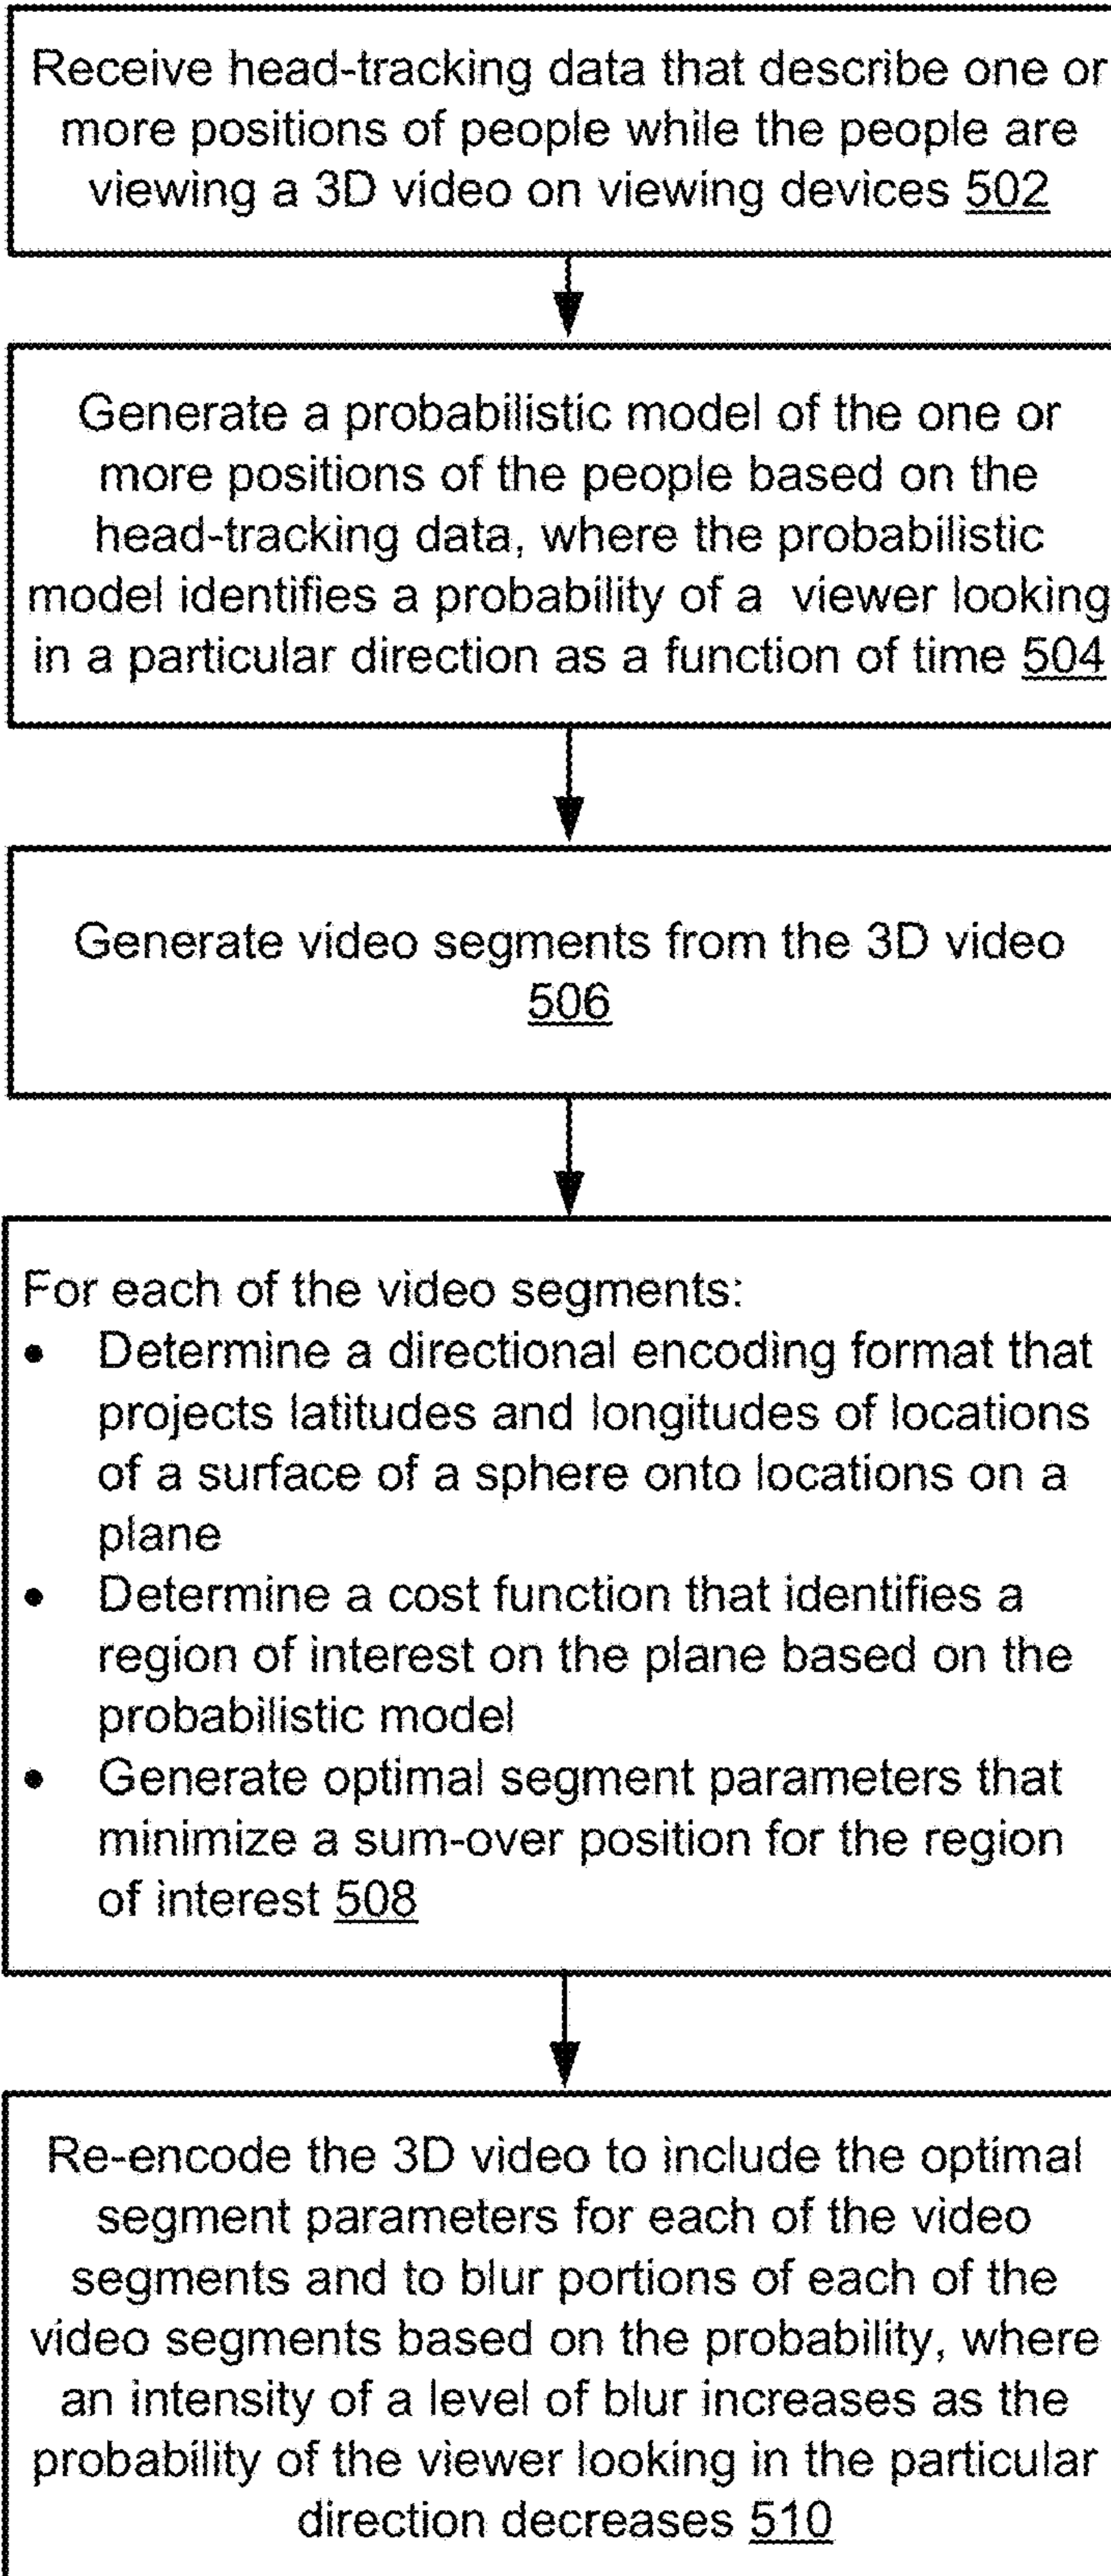 Receive head-tracking data that describe one or
more positions of people while the people are
viewing a 3D video on viewing devices 502
Generate a probabilistic model of the one or
more positions of the people based on the
head-tracking data, where the probabilistic
model identifies a probability of a viewer looking
in a particular direction as a function of time 504
Generate video segments from the 3D video
506
For each of the video segments:
• Determine a directional encoding format that
projects latitudes and longitudes of locations
of a surface of a sphere onto locations on a
plane
• Determine a cost function that identifies a
region of interest on the plane based on the
probabilistic model
• Generate optimal segment parameters that
minimize a sum-over position for the region
of interest 508
Re-encode the 3D video to include the optimal
segment parameters for each of the video
segments and to blur portions of each of the
video segments based on the probability, where
an intensity of a level of blur increases as the
probability of the viewer looking in the particular
direction decreases 510